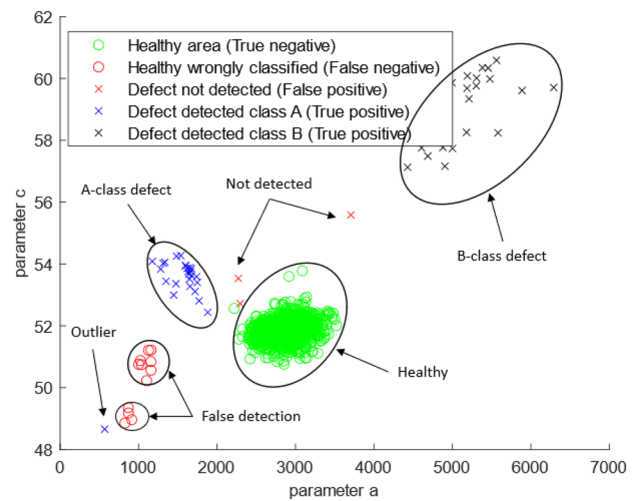 62
60
58
56
54
52
50
48
parameter c
Healthy area (True negative)
Healthy wrongly classified (False negative)
Defect not detected (False positive)
Defect detected class A (True positive)
Defect detected class B (True positive)
A-class defect
Not detected
B-class defect
Outlier
Healthy
False detection
0
1000
2000
3000
4000
5000
6000
7000
parameter a